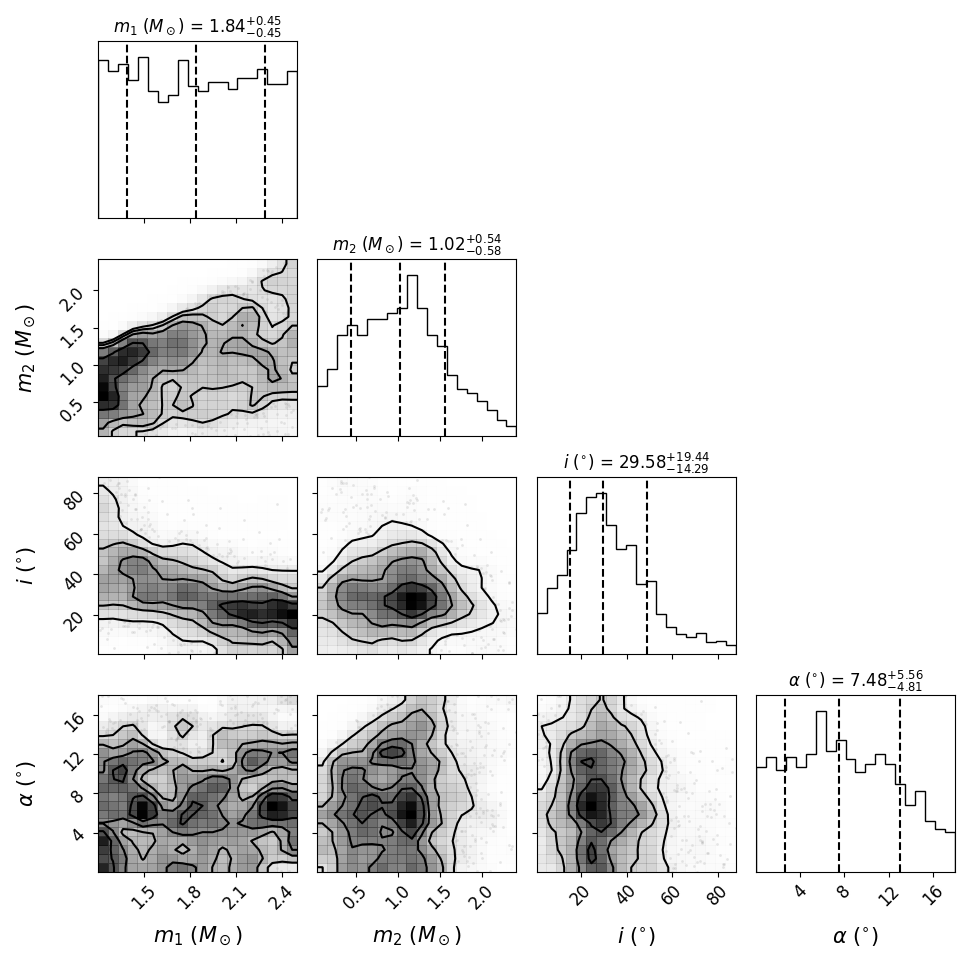 m₁ (M⊙) = 1.84+0.45−0.45
m₂ (M⊙) = 1.02+0.54−0.58
2.0
1.5
1.0
0.5
m₂ (M⊙)
i (°) = 29.58+19.44−14.29
80
60
40
20
i (°)
α (°) = 7.48+5.56−4.81
16
12
8
4
α (°)
1.5 1.8 2.1 2.4
0.5 1.0 1.5 2.0
20 40 60 80
4 8 12 16
m₁ (M⊙) m₂ (M⊙) i (°) α (°)